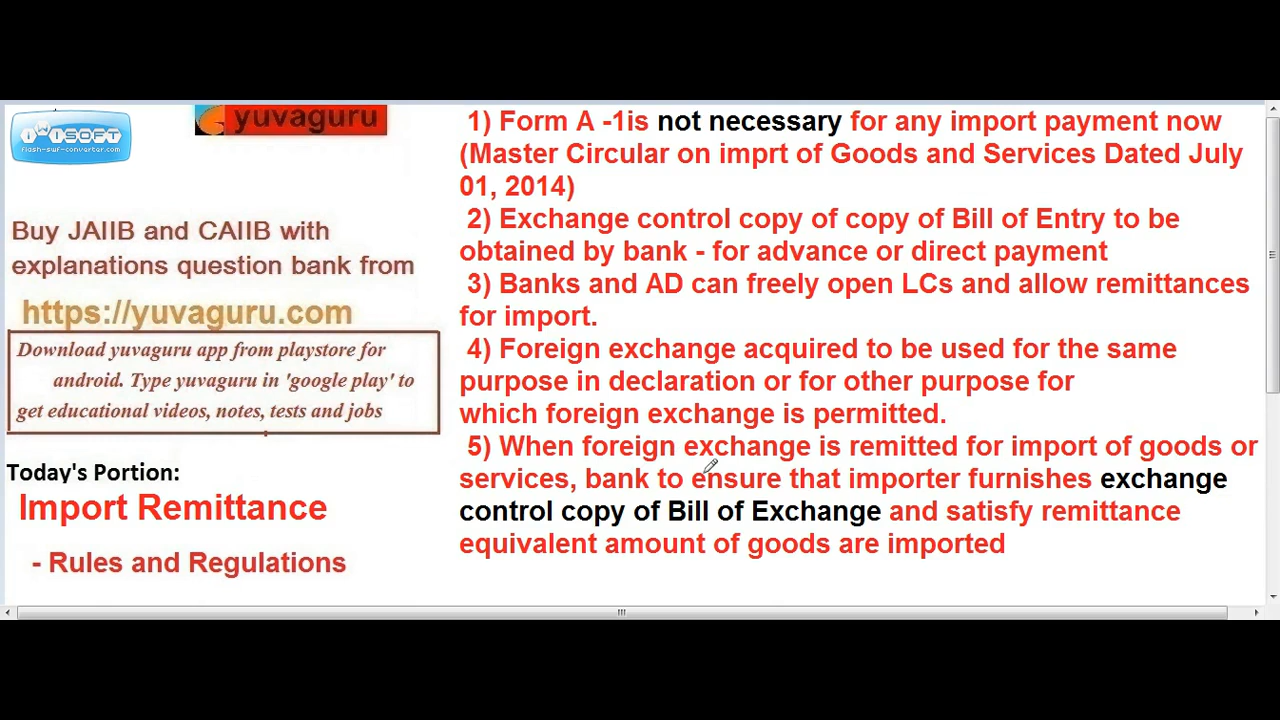 iWiSOFT
flash-swf-converter.com
yuvaguru
Buy JAIIB and CAIIB with
explanations question bank from
https://yuvaguru.com
Download yuvaguru app from playstore for
android. Type yuvaguru in 'google play' to
get educational videos, notes, tests and jobs
Today's Portion:
Import Remittance
- Rules and Regulations
1) Form A -1is not necessary for any import payment now
(Master Circular on imprt of Goods and Services Dated July
01, 2014)
2) Exchange control copy of copy of Bill of Entry to be
obtained by bank - for advance or direct payment
3) Banks and AD can freely open LCs and allow remittances
for import.
4) Foreign exchange acquired to be used for the same
purpose in declaration or for other purpose for
which foreign exchange is permitted.
5) When foreign exchange is remitted for import of goods or
services, bank to ensure that importer furnishes exchange
control copy of Bill of Exchange and satisfy remittance
equivalent amount of goods are imported